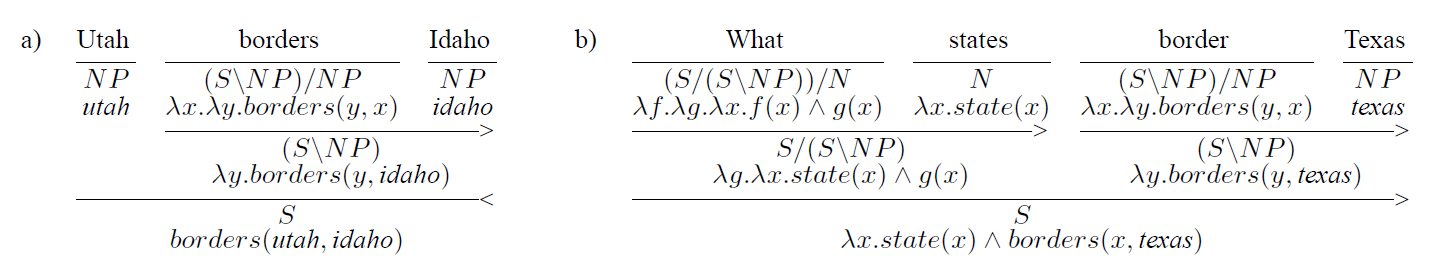 a) Utah borders Idaho b) What states border Texas
NP (S\NP)/NP NP (S/(S\NP))/N N (S\NP)/NP NP
utah λx.λy.borders(y, x) idaho λf.λg.λx.f(x) ∧ g(x) λx.state(x) λx.λy.borders(y, x) texas
> > >
(S\NP) S/(S\NP) (S\NP)
λy.borders(y, idaho) λg.λx.state(x) ∧ g(x) λy.borders(y, texas)
< >
S S
borders(utah, idaho) λx.state(x) ∧ borders(x, texas)